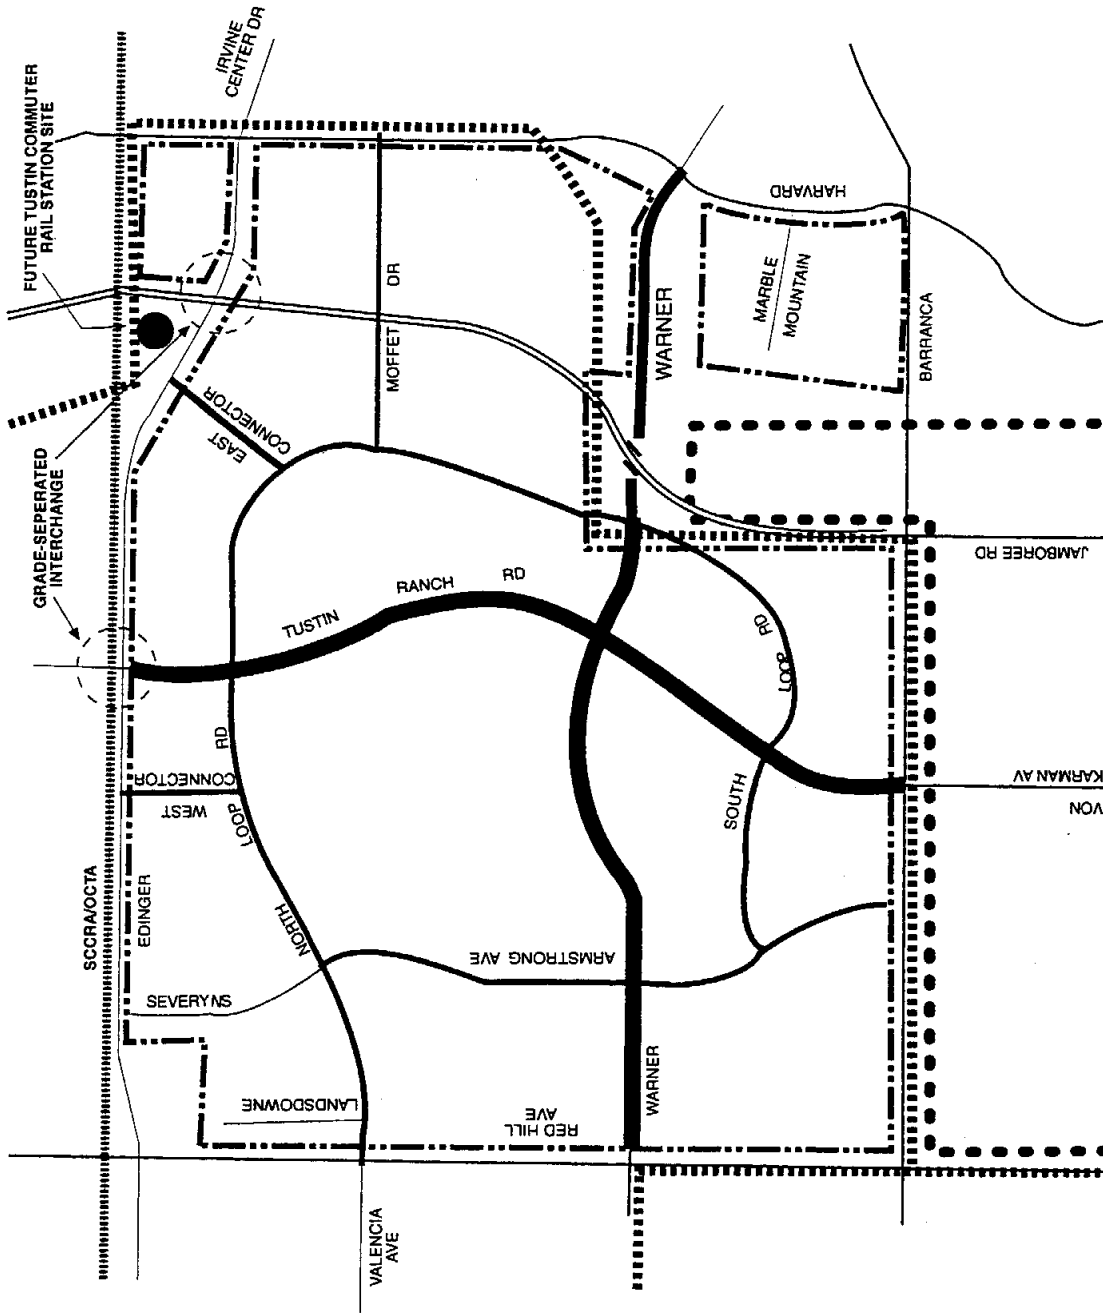 FUTURE TUSTIN COMMUTER
RAIL STATION SITE
IRVINE
CENTER DR
GRADE-SEPERATED
INTERCHANGE
SCCRA/OCTA
EDINGER
SEVERYNS
LANDSDOWNE
VALENCIA
AVE
RED HILL
AVE
WEST
CONNECTOR
EAST
CONNECTOR
NORTH
LOOP
RD
TUSTIN
RANCH
RD
MOFFET
DR
HARVARD
MARBLE
MOUNTAIN
WARNER
WARNER
ARMSTRONG AVE
SOUTH
LOOP
RD
BARRANCA
JAMBOREE RD
VON
KARMAN AV